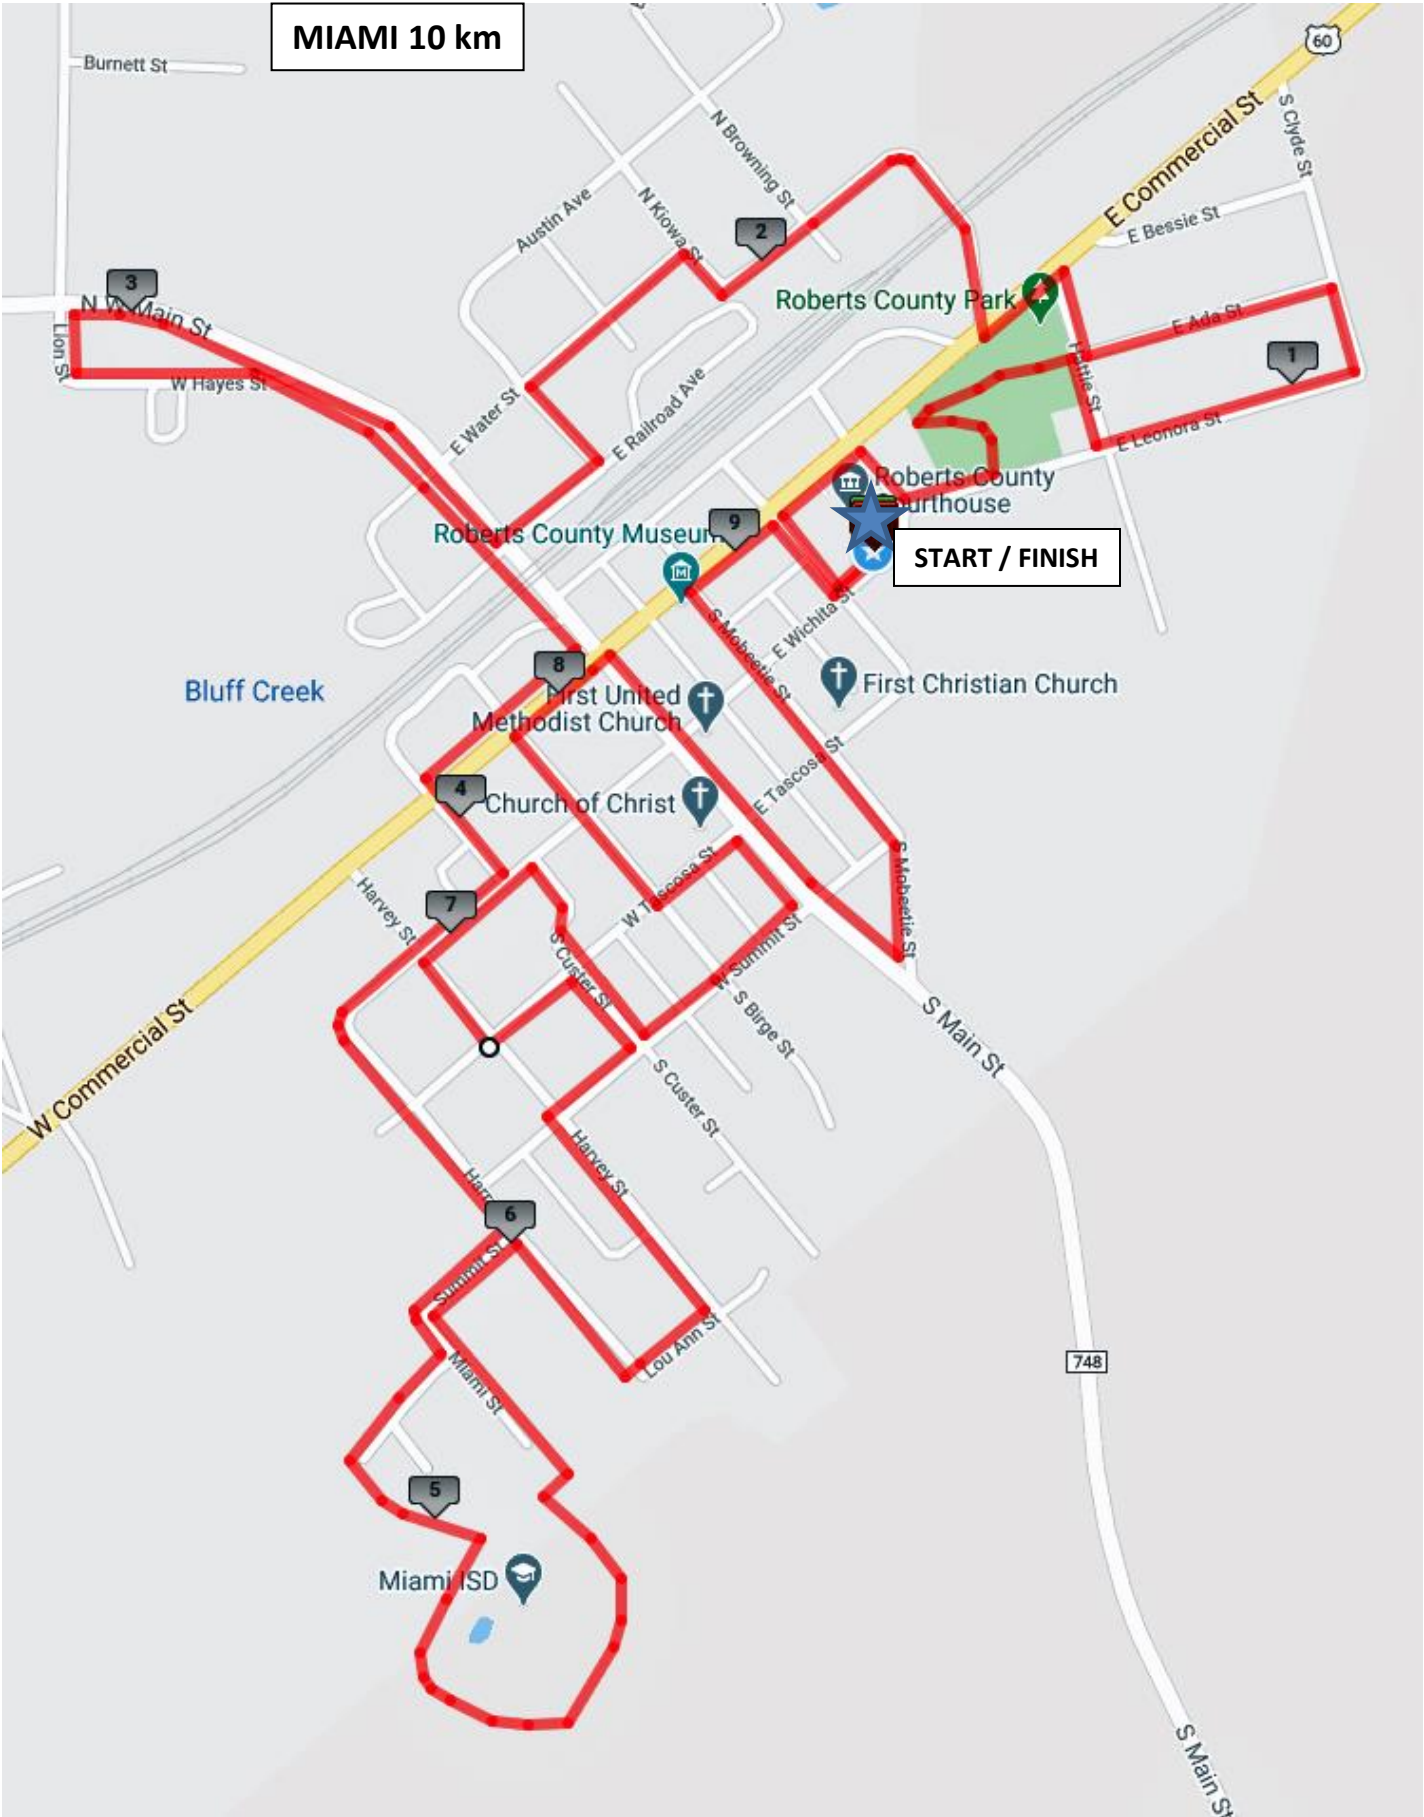 MIAMI 10 km
60
Burnett St
S Clyde St
E Commercial St
N Browning St
E Bessie St
N Kiowa St
Austin Ave
2
Roberts County Park
3
N W Main St
E Ada St
Lion St
1
Hattie St
W Hayes St
E Water St
E Railroad Ave
E Leonora St
Roberts County
Courthouse
9
Roberts County Museum
START / FINISH
S Mobeetie St
E Wichita St
8
Bluff Creek
First United
Methodist Church
First Christian Church
E Tascosa St
4
Church of Christ
S Mobeetie St
W Tascosa St
Harvey St
7
S Custer St
W Summit St
S Birge St
S Main St
W Commercial St
S Custer St
Harvey St
6
Summit St
Lou Ann St
748
Miami St
5
Miami ISD
S Main St